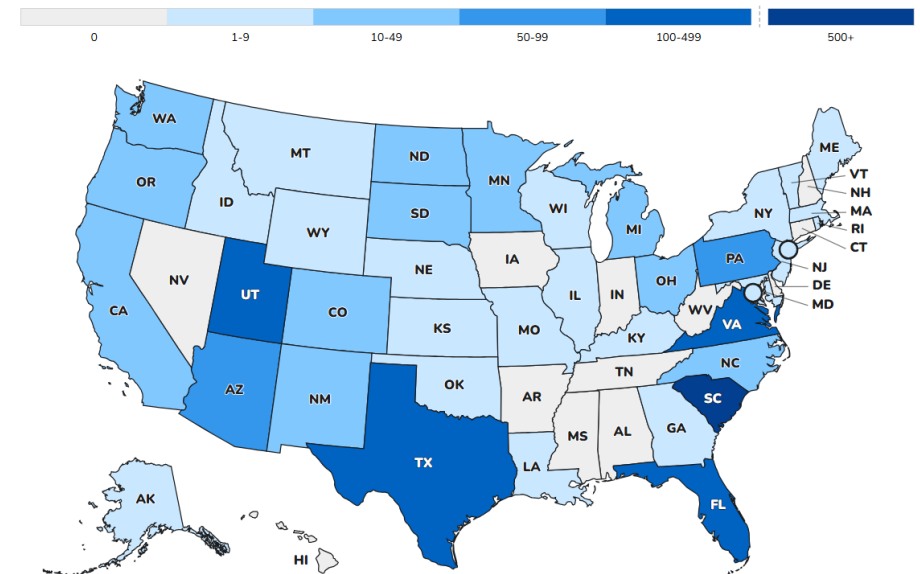 0 1-9 10-49 50-99 100-499 500+
WA
ME
MT
ND
VT
MN
OR
NH
ID
WI
MA
NY
SD
RI
MI
WY
CT
PA
IA
NE
NJ
NV
OH
UT
IL
IN
DE
CO
MD
WV
CA
VA
KS
MO
KY
NC
TN
OK
AZ
AR
NM
SC
GA
MS
AL
TX
LA
AK
FL
HI